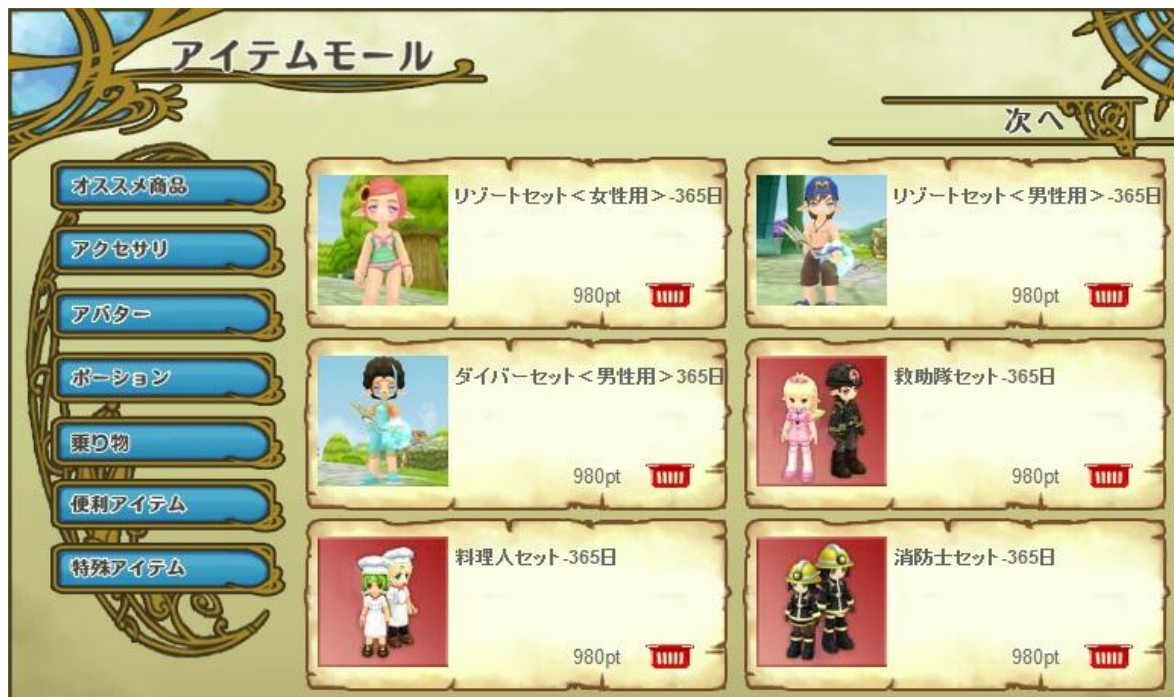 アイテムモール
次へ
オススメ商品
アクセサリ
アバター
ポーション
乗り物
便利アイテム
特殊アイテム
リゾートセット＜女性用＞-365日
980pt
リゾートセット＜男性用＞-365日
980pt
ダイバーセット＜男性用＞365日
980pt
救助隊セット-365日
980pt
料理人セット-365日
980pt
消防士セット-365日
980pt